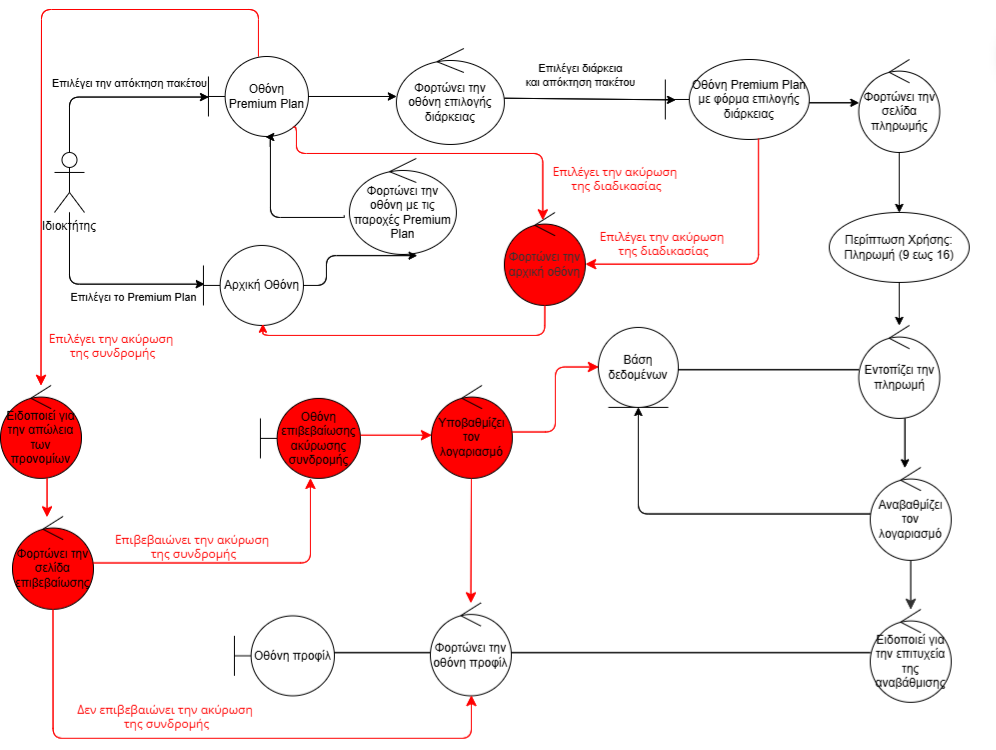 Επιλέγει την απόκτηση πακέτου
Οθόνη
Premium Plan
Φορτώνει την
οθόνη επιλογής
διάρκειας
Επιλέγει διάρκεια
και απόκτηση πακέτου
Οθόνη Premium Plan
με φόρμα επιλογής
διάρκειας
Φορτώνει την
σελίδα
πληρωμής
Επιλέγει την ακύρωση
της διαδικασίας
Φορτώνει την
οθόνη με τις
παροχές Premium
Plan
Ιδιοκτήτης
Περίπτωση Χρήσης:
Πληρωμή (9 εως 16)
Επιλέγει την ακύρωση
της διαδικασίας
Φορτώνει την
αρχική οθόνη
Αρχική Οθόνη
Επιλέγει το Premium Plan
Επιλέγει την ακύρωση
της συνδρομής
Βάση
δεδομένων
Εντοπίζει την
πληρωμή
Ειδοποιεί για
την απώλεια
των
προνομίων
Οθόνη
επιβεβαίωσης
ακύρωσης
συνδρομής
Υποβαθμίζει
τον
λογαριασμό
Αναβαθμίζει
τον
λογαριασμό
Επιβεβαιώνει την ακύρωση
της συνδρομής
Φορτώνει την
σελίδα
επιβεβαίωσης
Οθόνη προφίλ
Φορτώνει την
οθόνη προφίλ
Ειδοποιεί για
την επιτυχεία
της
αναβάθμισης
Δεν επιβεβαιώνει την ακύρωση
της συνδρομής